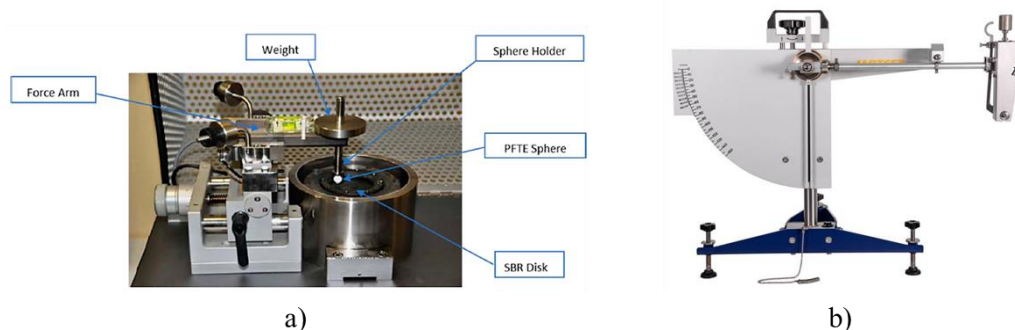 Weight
Sphere Holder
Force Arm
PFTE Sphere
SBR Disk
a)
b)